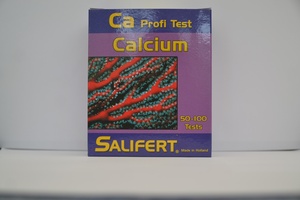 Ca Profi Test
Calcium
50-100
Tests
SALIFERT®
Made in Holland